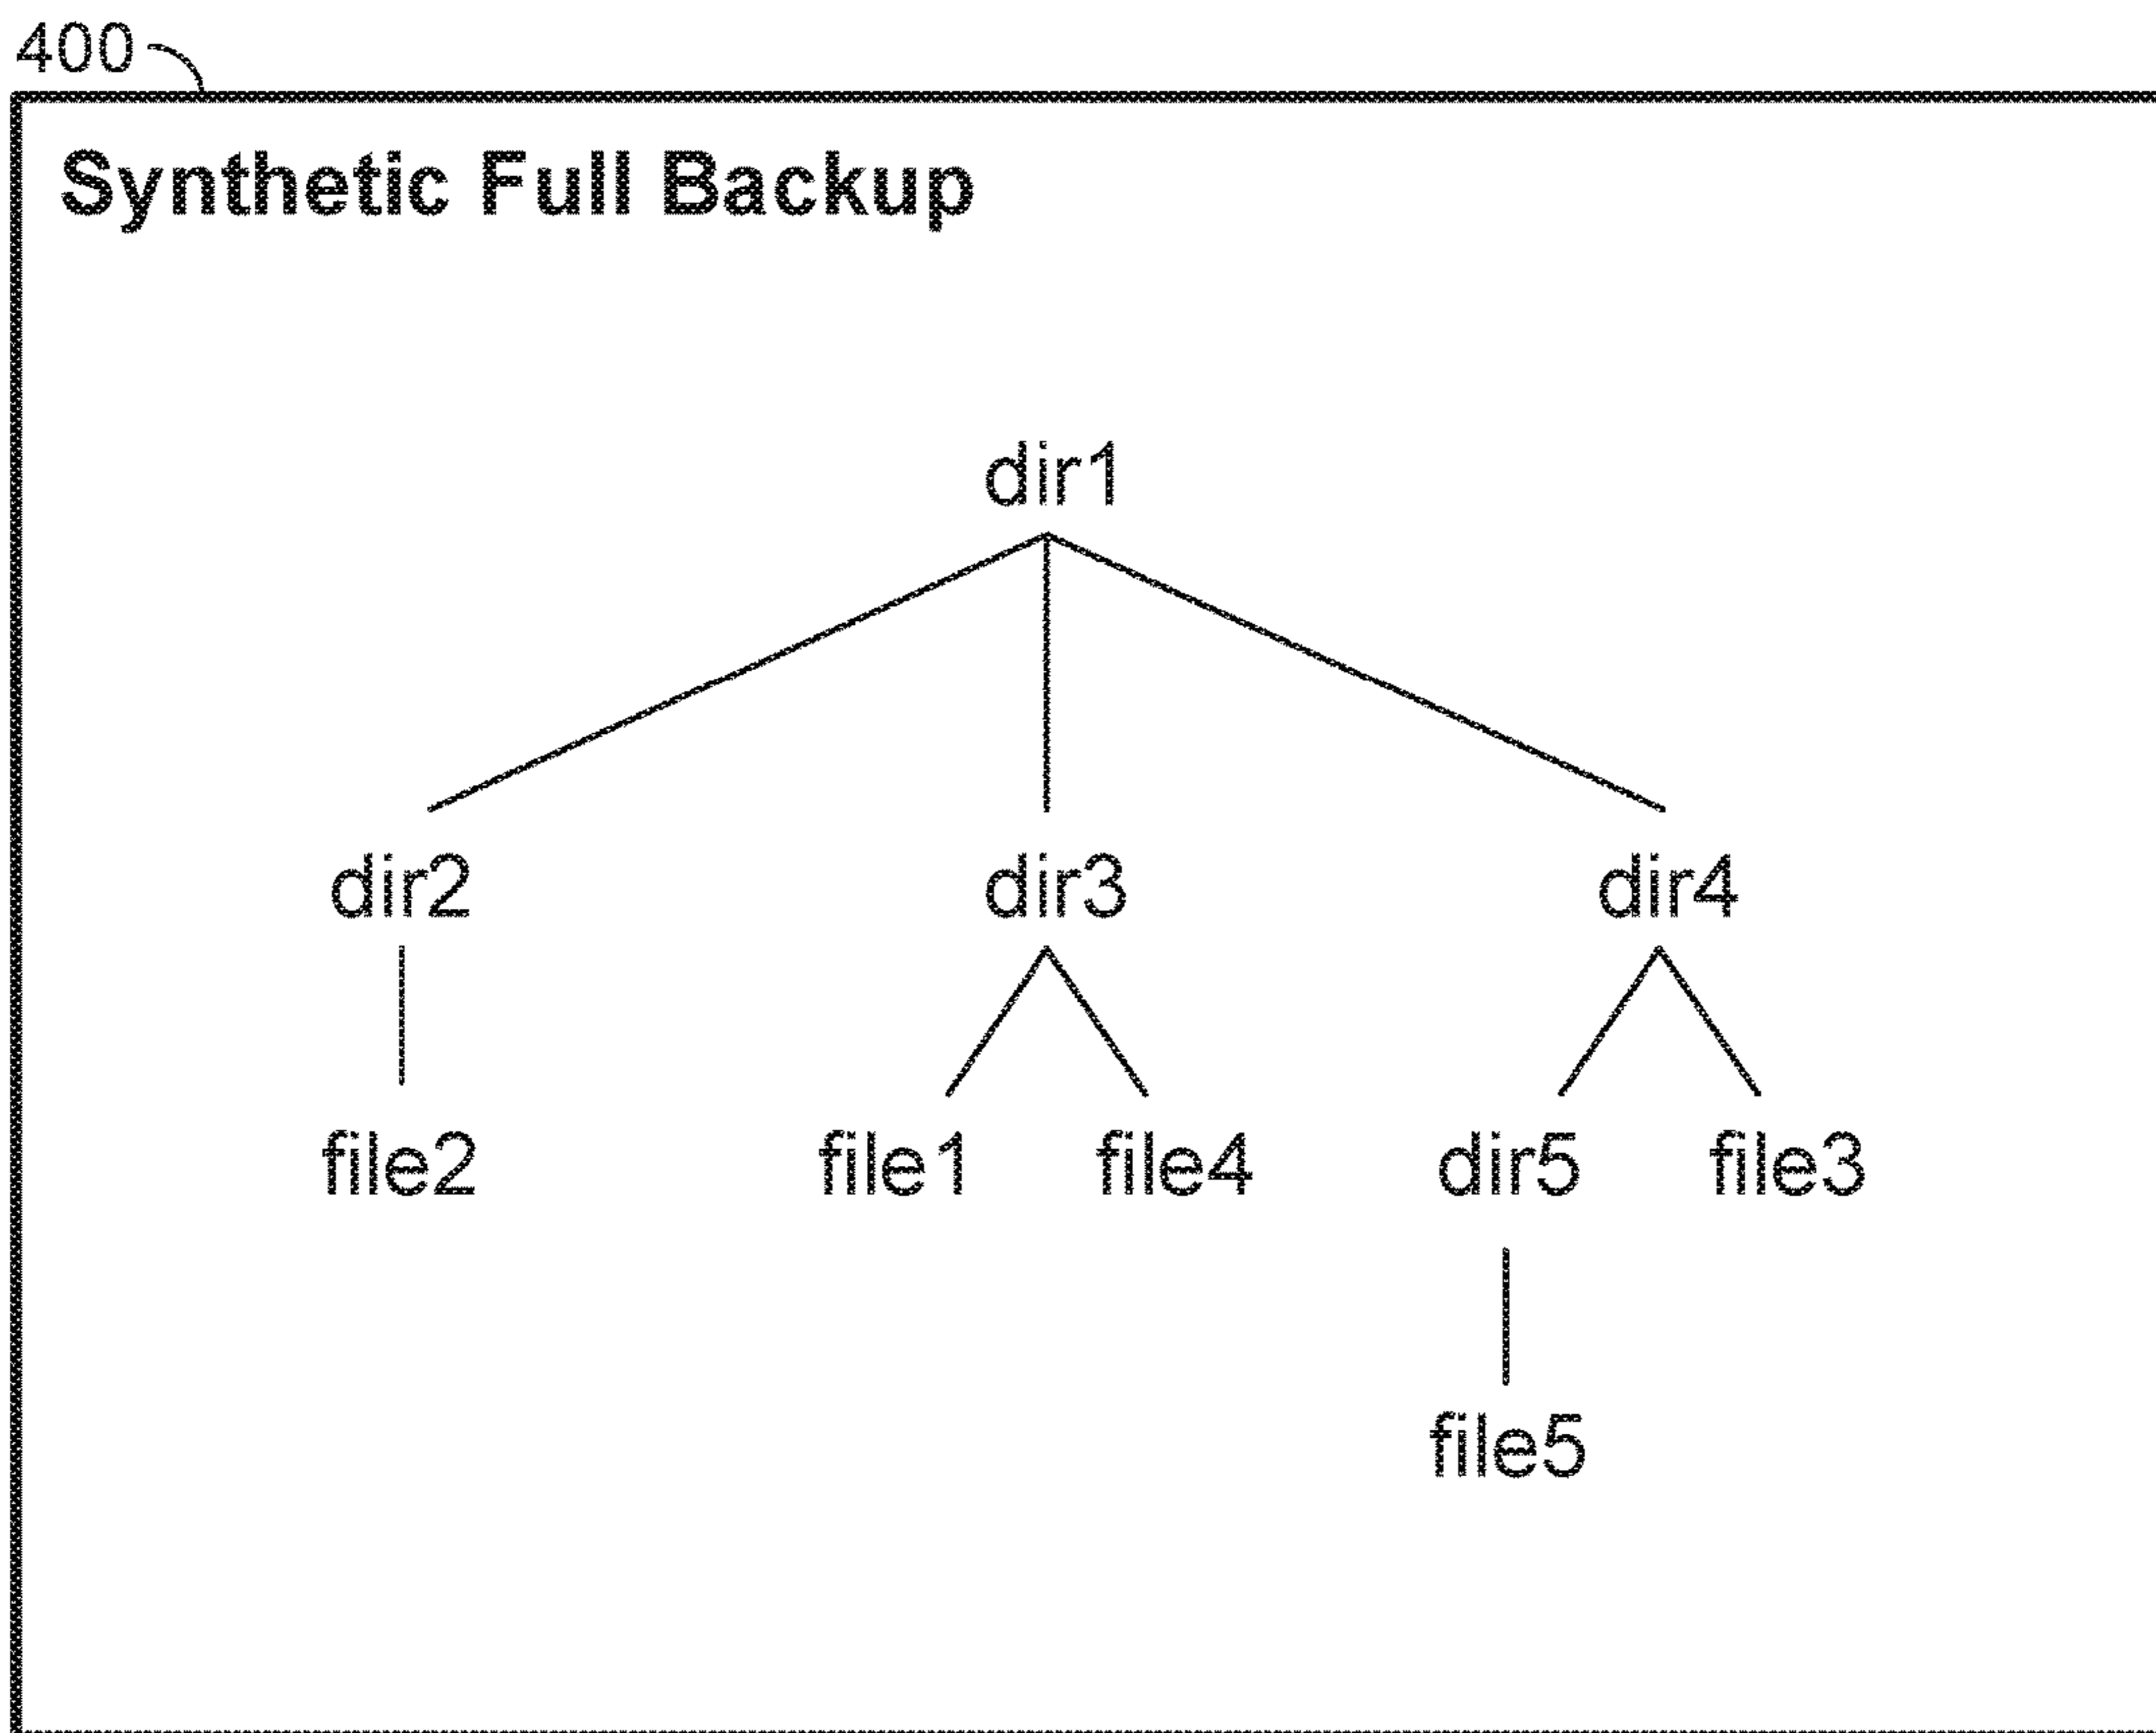 400
Synthetic Full Backup
dir1
dir2 dir3 dir4
file2 file1 file4 dir5 file3
file5